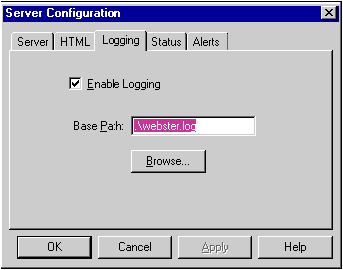 Server Configuration
Server HTML Logging Status Alerts
Enable Logging
Base Path: .\webster.log
Browse...
OK Cancel Apply Help